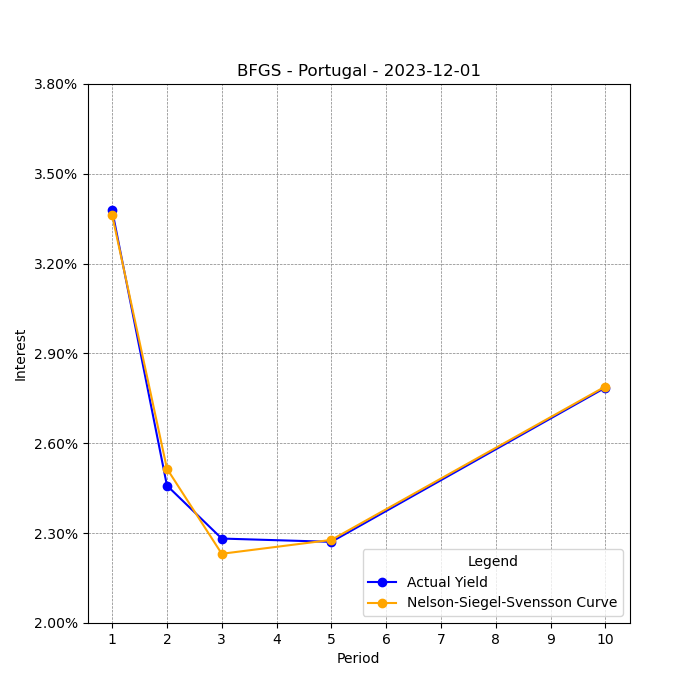 BFGS - Portugal - 2023-12-01
3.80%
3.50%
3.20%
2.90%
2.60%
2.30%
2.00%
Interest
Legend
Actual Yield
Nelson-Siegel-Svensson Curve
1 2 3 4 5 6 7 8 9 10
Period